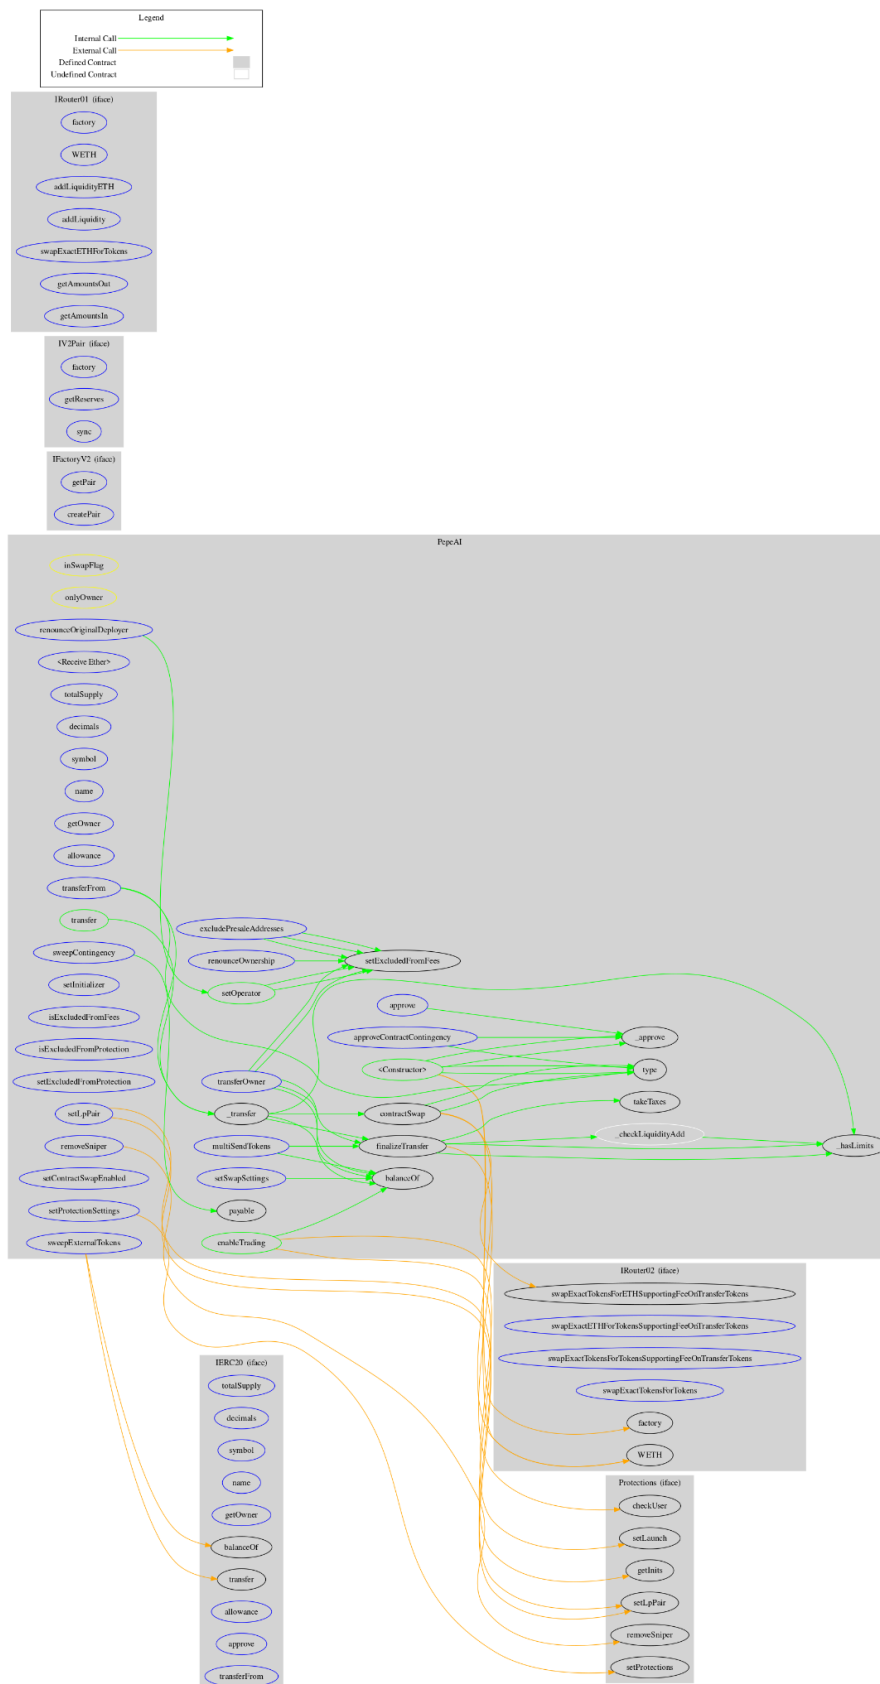 Legend
Internal Call
External Call
Defined Contract
Undefined Contract
IRouter01 (iface)
factory
WETH
addLiquidityETH
addLiquidity
swapExactETHForTokens
getAmountsOut
getAmountsIn
IV2Pair (iface)
factory
getReserves
sync
IFactoryV2 (iface)
getPair
createPair
PepeAI
inSwapFlag
onlyOwner
renounceOriginalDeployer
<Receive Ether>
totalSupply
decimals
symbol
name
getOwner
allowance
transferFrom
transfer
sweepContingency
setInitializer
isExcludedFromFees
isExcludedFromProtection
setExcludedFromProtection
setLpPair
removeSniper
setContractSwapEnabled
setProtectionSettings
sweepExternalTokens
excludePresaleAddresses
renounceOwnership
setOperator
transferOwner
_transfer
multiSendTokens
setSwapSettings
payable
enableTrading
setExcludedFromFees
approve
approveContractContingency
<Constructor>
contractSwap
finalizeTransfer
balanceOf
_approve
type
takeTaxes
_checkLiquidityAdd
_hasLimits
IRouter02 (iface)
swapExactTokensForETHSupportingFeeOnTransferTokens
swapExactETHForTokensSupportingFeeOnTransferTokens
swapExactTokensForTokensSupportingFeeOnTransferTokens
swapExactTokensForTokens
factory
WETH
IERC20 (iface)
totalSupply
decimals
symbol
name
getOwner
balanceOf
transfer
allowance
approve
transferFrom
Protections (iface)
checkUser
setLaunch
getInits
setLpPair
removeSniper
setProtections